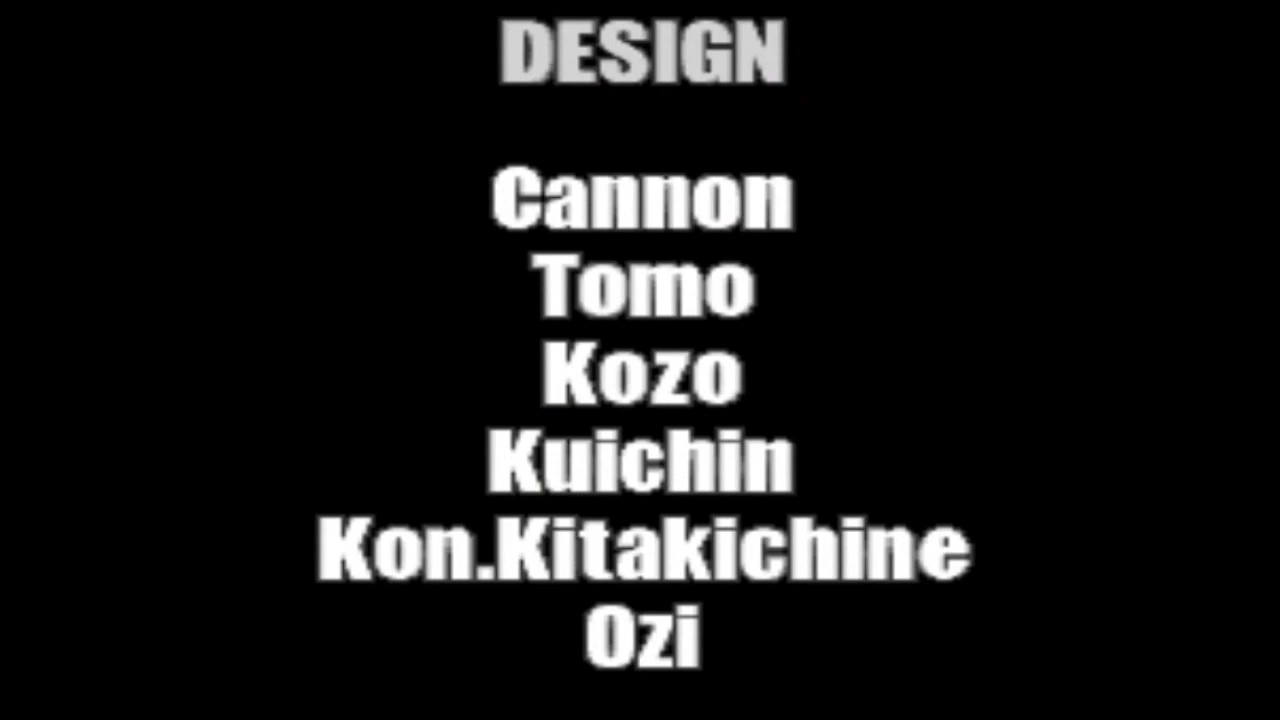 DESIGN
Cannon
Tomo
Kozo
Kuichin
Kon.Kitakichine
Ozi